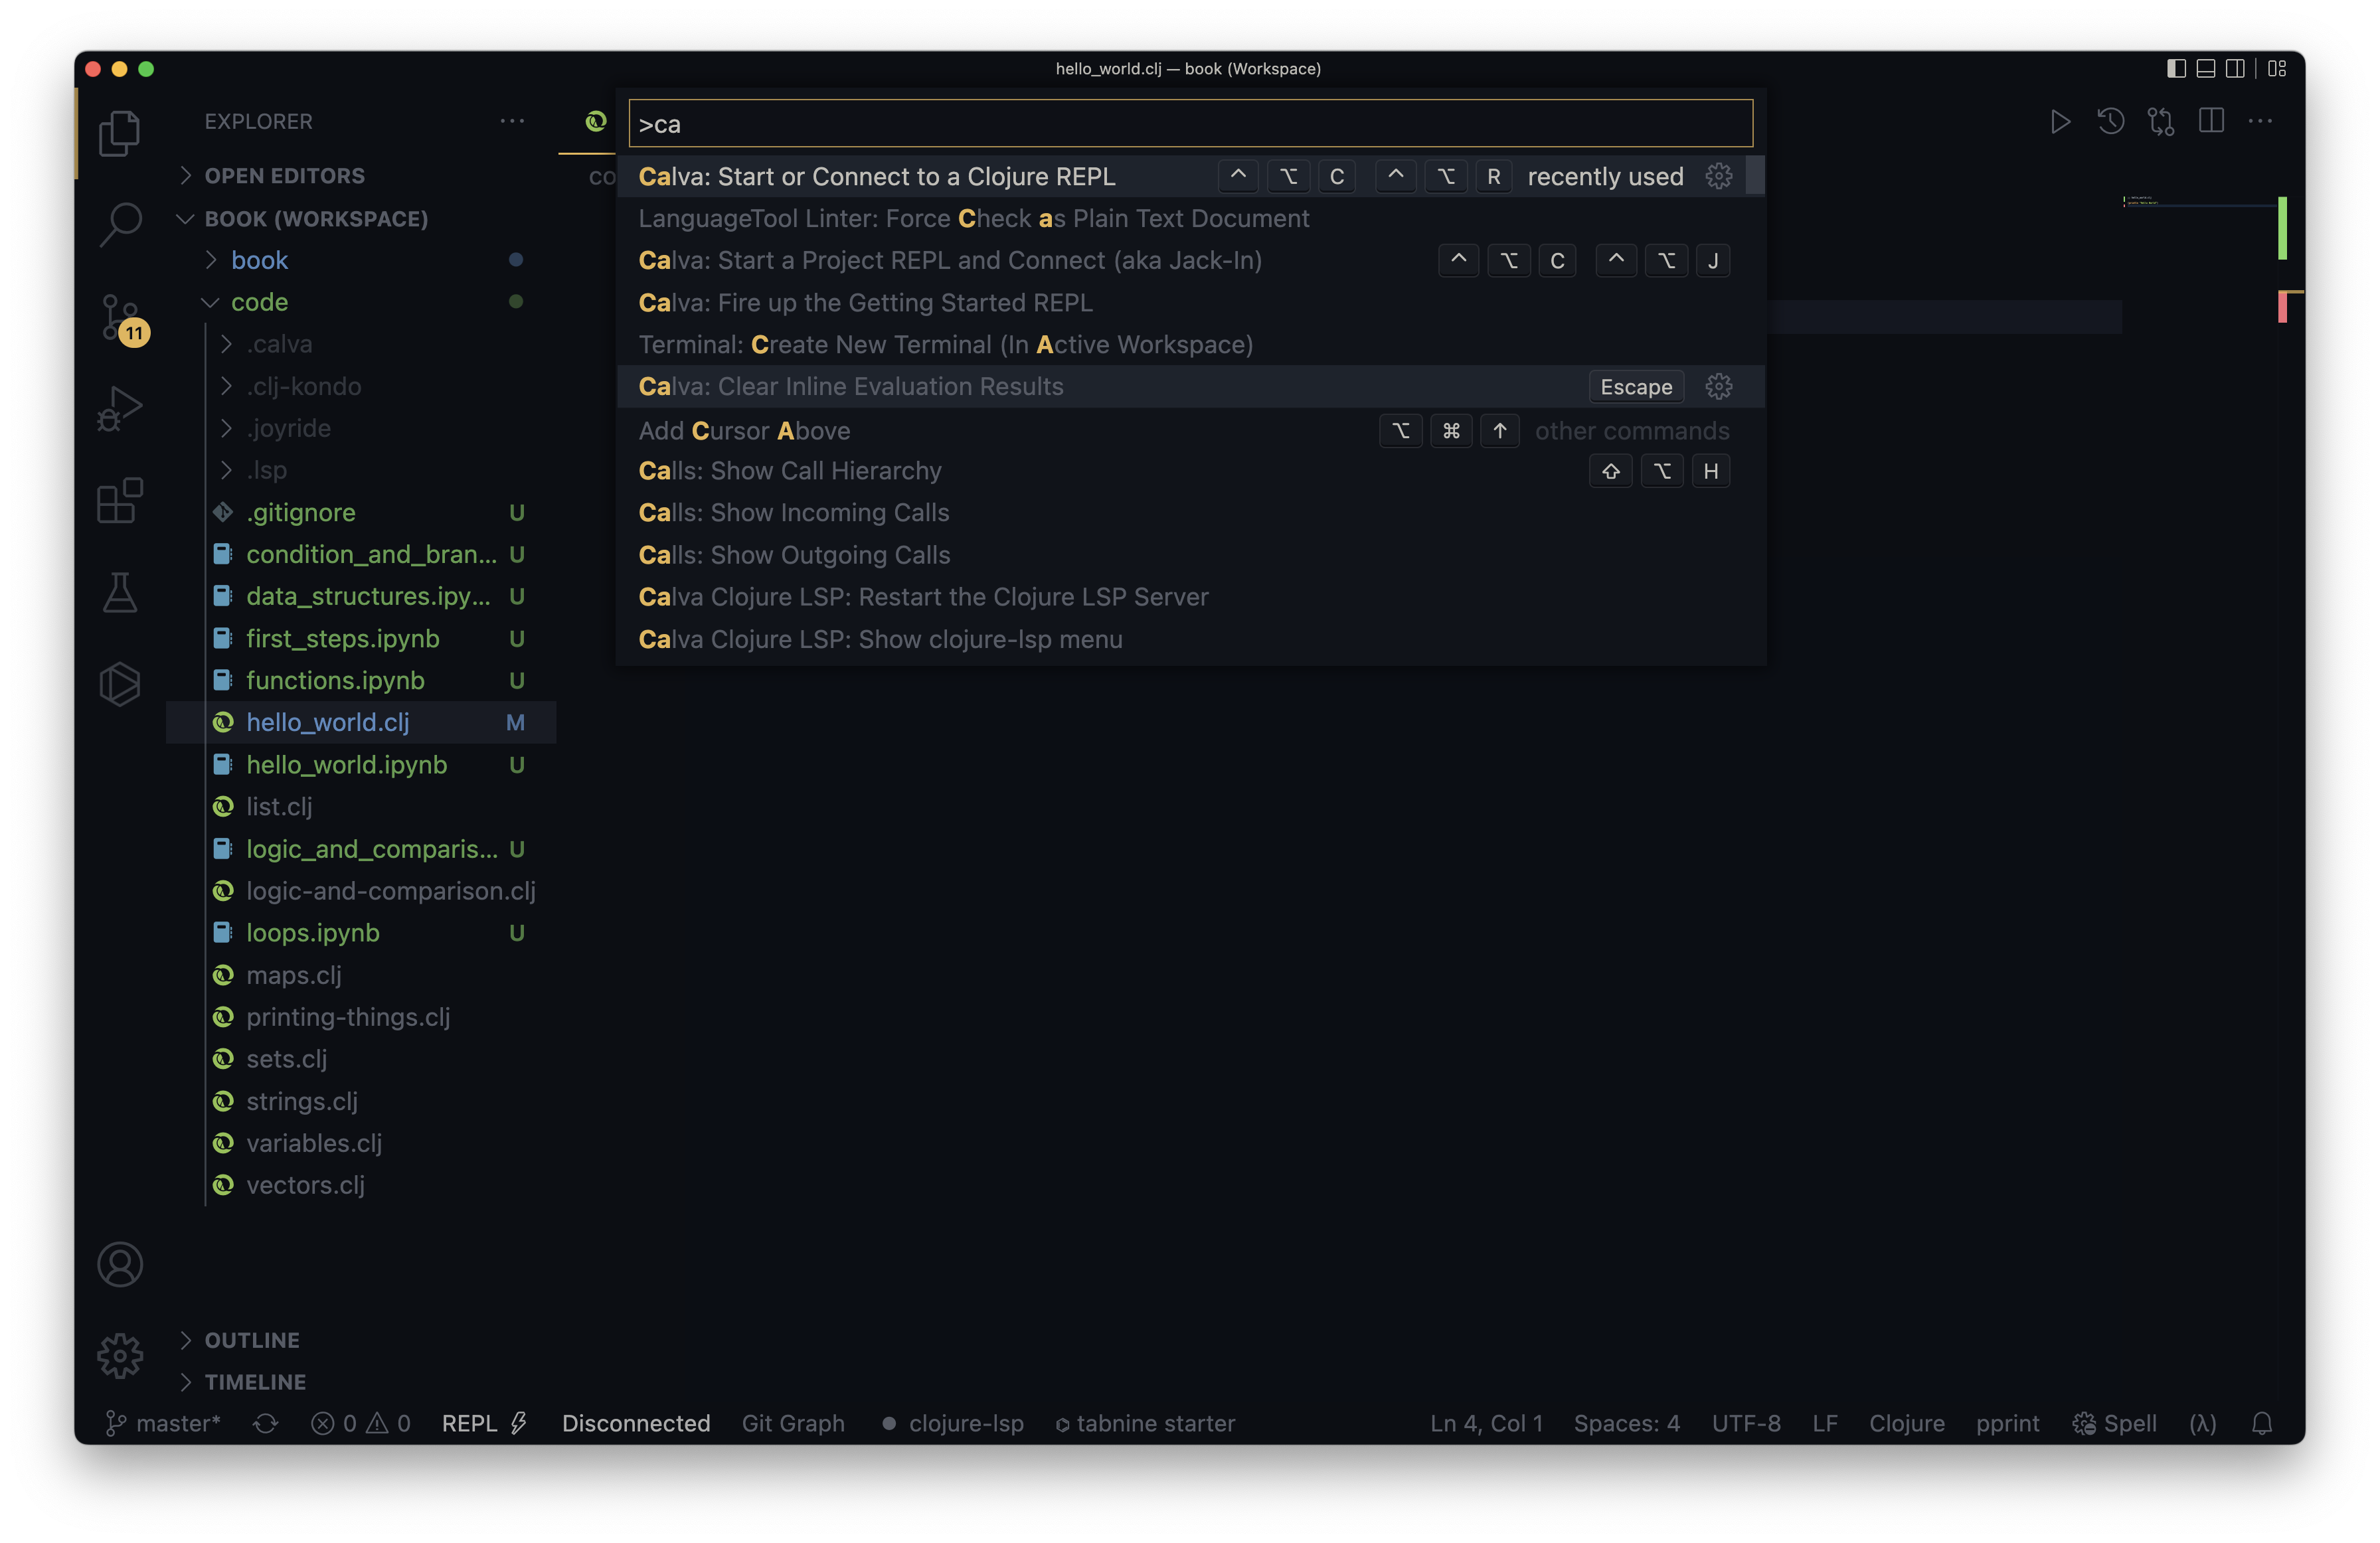 hello_world.clj — book (Workspace)
EXPLORER
OPEN EDITORS
BOOK (WORKSPACE)
book
code
.calva
.clj-kondo
.joyride
.lsp
.gitignore U
condition_and_bran... U
data_structures.ipy... U
first_steps.ipynb U
functions.ipynb U
hello_world.clj M
hello_world.ipynb U
list.clj
logic_and_comparis... U
logic-and-comparison.clj
loops.ipynb U
maps.clj
printing-things.clj
sets.clj
strings.clj
variables.clj
vectors.clj
OUTLINE
TIMELINE
11
co
>ca
Calva: Start or Connect to a Clojure REPL ^ ⌥ C ^ ⌥ R recently used
LanguageTool Linter: Force Check as Plain Text Document
Calva: Start a Project REPL and Connect (aka Jack-In) ^ ⌥ C ^ ⌥ J
Calva: Fire up the Getting Started REPL
Terminal: Create New Terminal (In Active Workspace)
Calva: Clear Inline Evaluation Results Escape
Add Cursor Above ⌥ ⌘ ↑ other commands
Calls: Show Call Hierarchy ⇧ ⌥ H
Calls: Show Incoming Calls
Calls: Show Outgoing Calls
Calva Clojure LSP: Restart the Clojure LSP Server
Calva Clojure LSP: Show clojure-lsp menu
master* 0 0 REPL Disconnected Git Graph clojure-lsp tabnine starter Ln 4, Col 1 Spaces: 4 UTF-8 LF Clojure pprint Spell (λ)